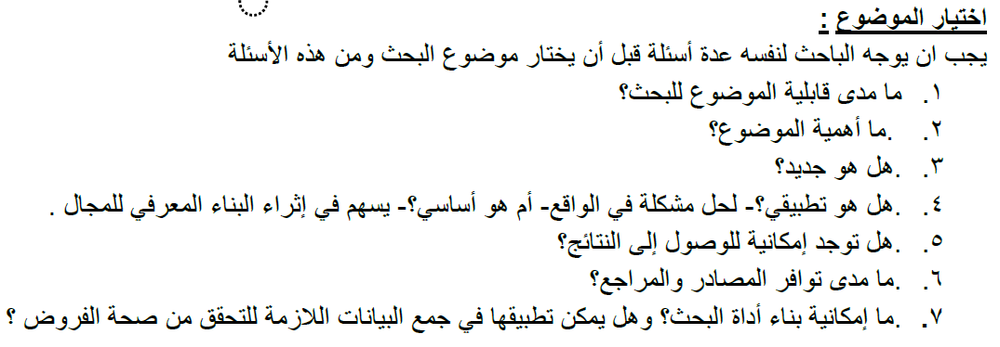 اختيار الموضوع :
يجب ان يوجه الباحث لنفسه عدة أسئلة قبل أن يختار موضوع البحث ومن هذه الأسئلة
١. ما مدى قابلية الموضوع للبحث؟
٢. .ما أهمية الموضوع؟
٣. .هل هو جديد؟
٤. .هل هو تطبيقي؟- لحل مشكلة في الواقع- أم هو أساسي؟- يسهم في إثراء البناء المعرفي للمجال .
٥. .هل توجد إمكانية للوصول إلى النتائج؟
٦. .ما مدى توافر المصادر والمراجع؟
٧. .ما إمكانية بناء أداة البحث؟ وهل يمكن تطبيقها في جمع البيانات اللازمة للتحقق من صحة الفروض ؟